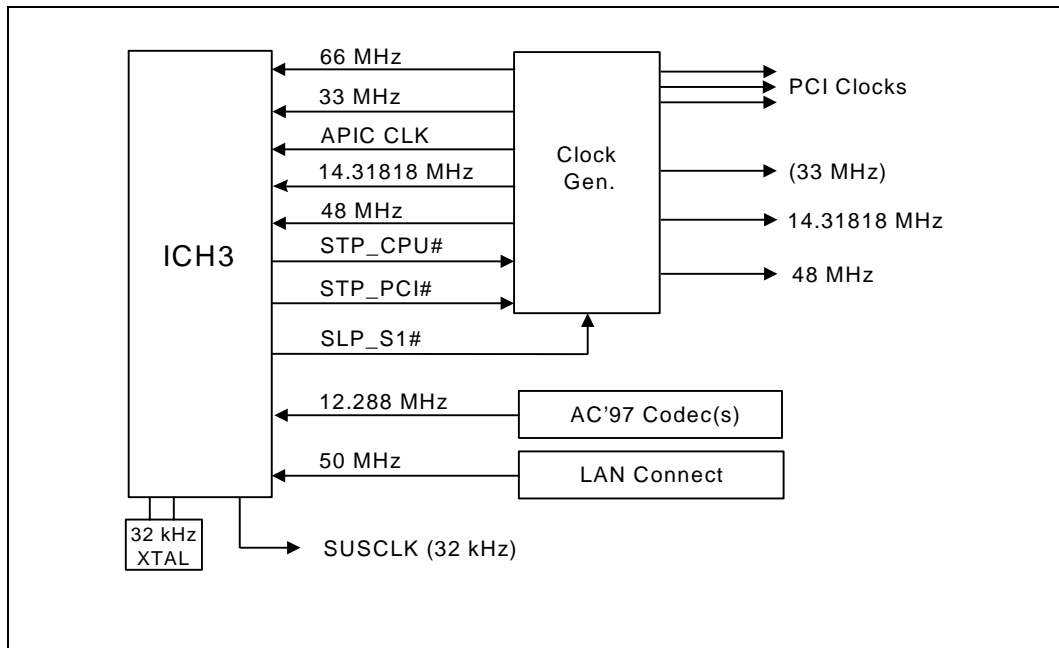 66 MHz
33 MHz
APIC CLK
14.31818 MHz
48 MHz
STP_CPU#
STP_PCI#
SLP_S1#
12.288 MHz
50 MHz
ICH3
Clock
Gen.
PCI Clocks
(33 MHz)
14.31818 MHz
48 MHz
AC'97 Codec(s)
LAN Connect
32 kHz
XTAL
SUSCLK (32 kHz)